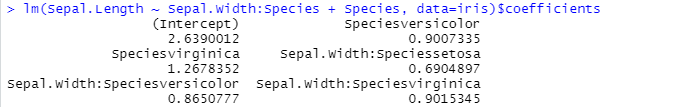 > lm(Sepal.Length ~ Sepal.Width:Species + Species, data=iris)$coefficients
(Intercept) Speciesversicolor
2.6390012 0.9007335
Speciesvirginica Sepal.Width:Speciessetosa
1.2678352 0.6904897
Sepal.Width:Speciesversicolor Sepal.Width:Speciesvirginica
0.8650777 0.9015345